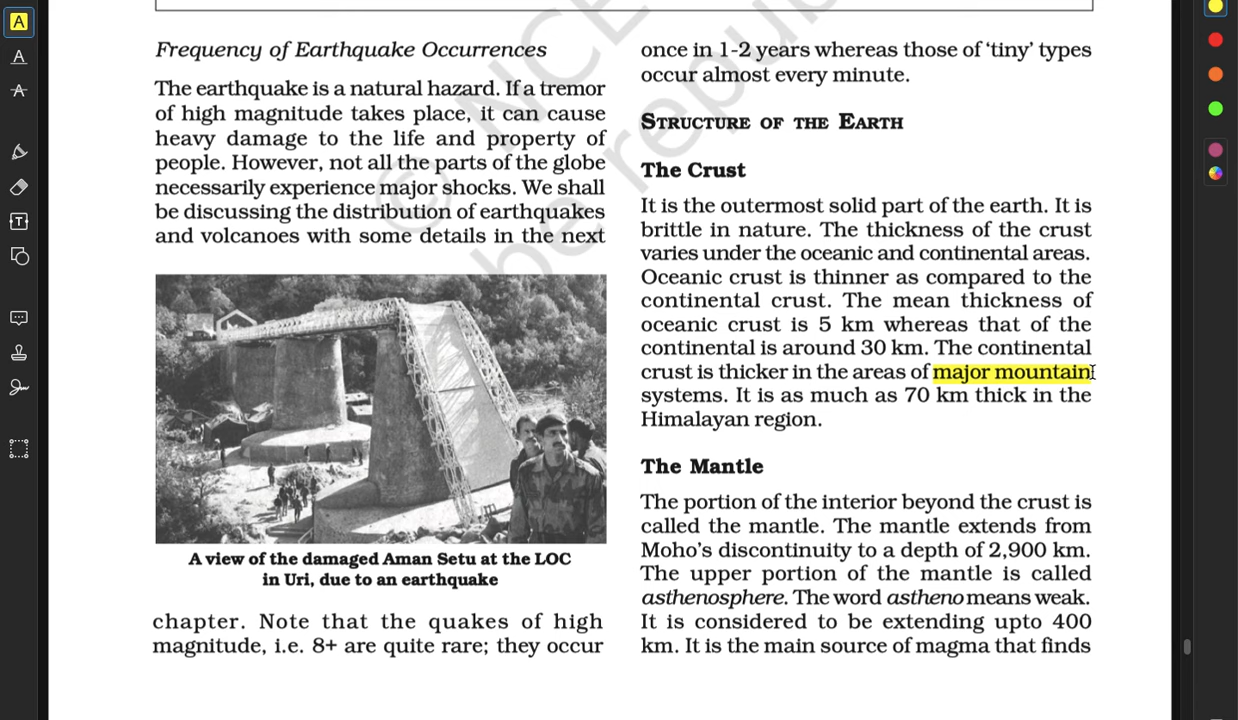 Frequency of Earthquake Occurrences
The earthquake is a natural hazard. If a tremor
of high magnitude takes place, it can cause
heavy damage to the life and property of
people. However, not all the parts of the globe
necessarily experience major shocks. We shall
be discussing the distribution of earthquakes
and volcanoes with some details in the next
A view of the damaged Aman Setu at the LOC
in Uri, due to an earthquake
chapter. Note that the quakes of high
magnitude, i.e. 8+ are quite rare; they occur
once in 1-2 years whereas those of ‘tiny’ types
occur almost every minute.
STRUCTURE OF THE EARTH
The Crust
It is the outermost solid part of the earth. It is
brittle in nature. The thickness of the crust
varies under the oceanic and continental areas.
Oceanic crust is thinner as compared to the
continental crust. The mean thickness of
oceanic crust is 5 km whereas that of the
continental is around 30 km. The continental
crust is thicker in the areas of major mountain
systems. It is as much as 70 km thick in the
Himalayan region.
The Mantle
The portion of the interior beyond the crust is
called the mantle. The mantle extends from
Moho’s discontinuity to a depth of 2,900 km.
The upper portion of the mantle is called
asthenosphere. The word astheno means weak.
It is considered to be extending upto 400
km. It is the main source of magma that finds